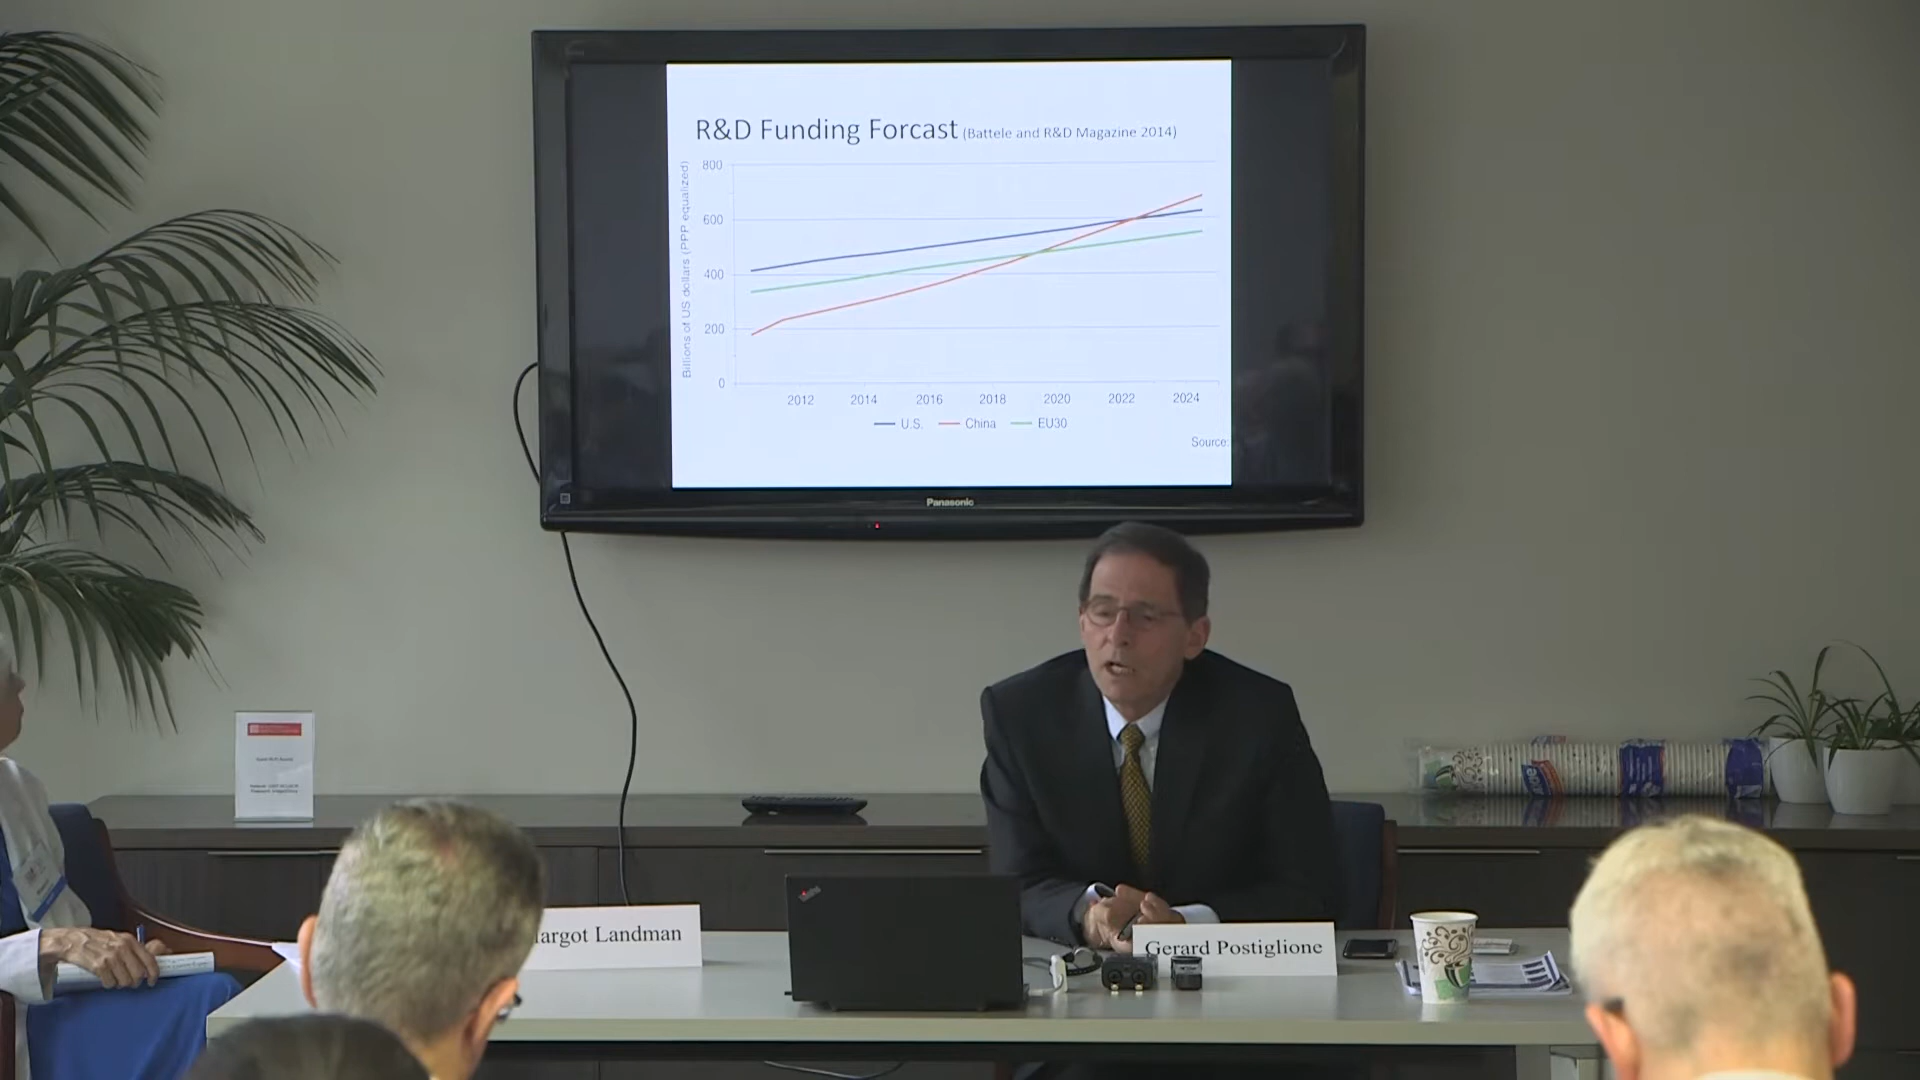 R&D Funding Forcast (Battele and R&D Magazine 2014)
Billions of US dollars (PPP equalized)
800
600
400
200
0
2012 2014 2016 2018 2020 2022 2024
U.S. China EU30
Source:
Panasonic
argot Landman
Gerard Postiglione